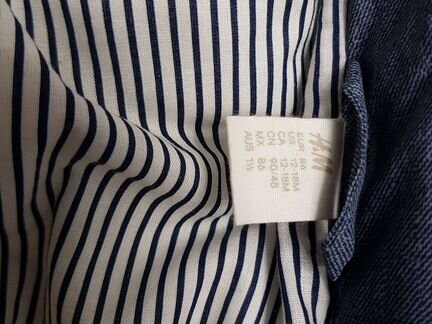 H&M
EUR 86
US 12-18M
CA 12-18M
CN 90/48
MX 86
AUS 1½